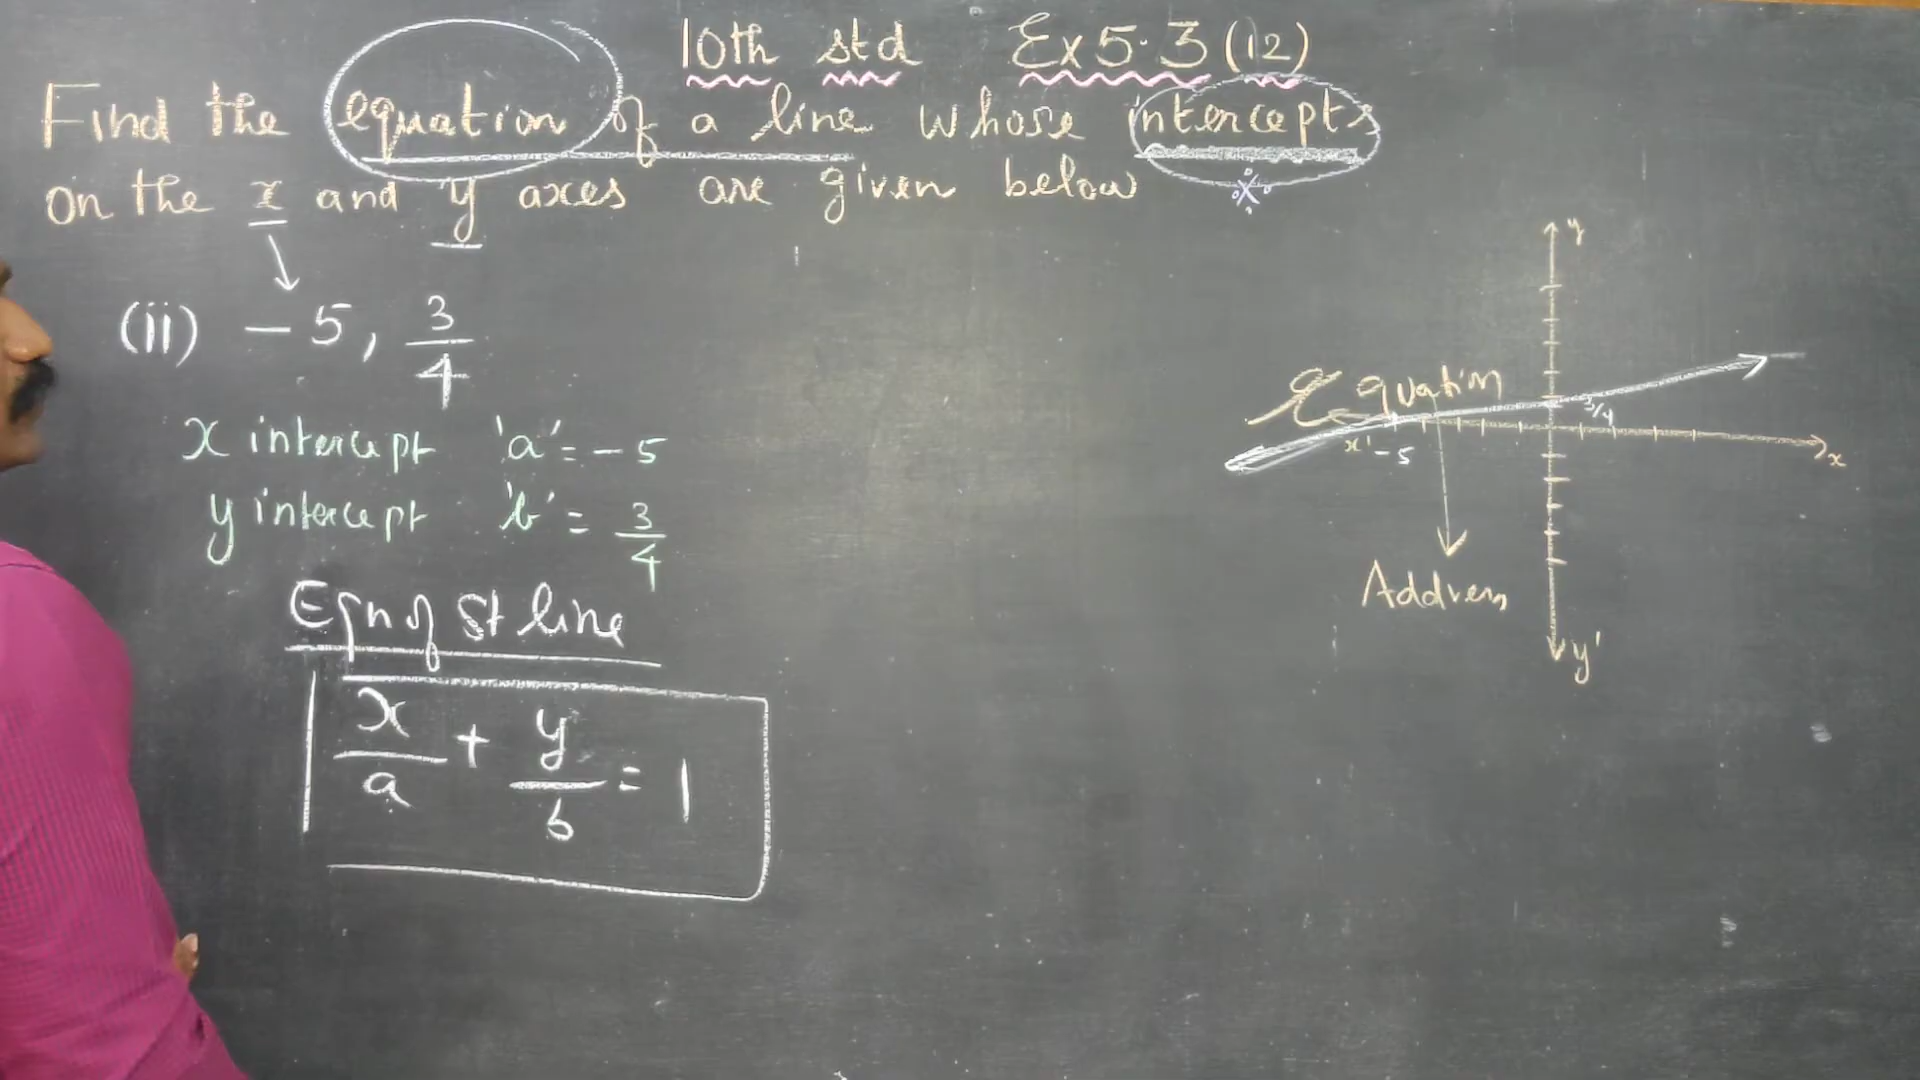 10th std Ex 5.3 (12)
Find the equation of a line whose intercepts
on the x and y axes are given below
(ii) -5, 3/4
x intercept 'a' = -5
y intercept 'b' = 3/4
Eqn of St line
x/a + y/b = 1
y
Equation
3/4
x' -5
x
Address
y'